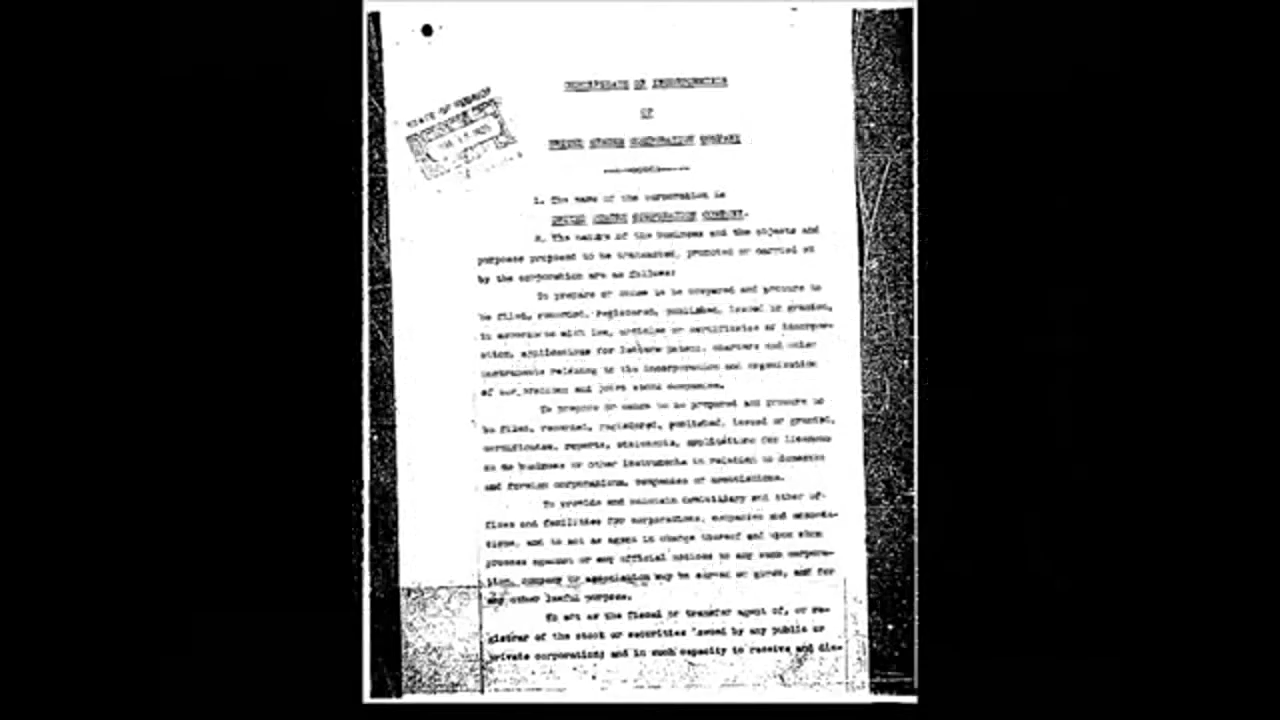 CERTIFICATE OF INCORPORATION
OF
UNITED STATES CORPORATION COMPANY
1. The name of the corporation is
UNITED STATES CORPORATION COMPANY.
2. The nature of the business and the objects and
purposes proposed to be transacted, promoted or carried on
by the corporation are as follows:
To prepare or cause to be prepared and procure to
be filed, recorded, registered, published, issued or granted,
in accordance with law, articles or certificates of incorpor-
ation, applications for letters patent, charters and other
instruments relating to the incorporation and organization
of corporations and joint stock companies.
To prepare or cause to be prepared and procure to
be filed, recorded, registered, published, issued or granted,
certificates, reports, statements, applications for licenses
to do business or other instruments in relation to domestic
and foreign corporations, companies or associations.
To provide and maintain domiciliary and other of-
fices and facilities for corporations, companies and associa-
tions, and to act as agent in charge thereof and upon whom
process against or any official notices to any such corpora-
tion, company or association may be served or given, and for
any other lawful purpose.
To act as the fiscal or transfer agent of, or re-
gistrar of the stock or securities issued by any public or
private corporation; and in such capacity to receive and dis-